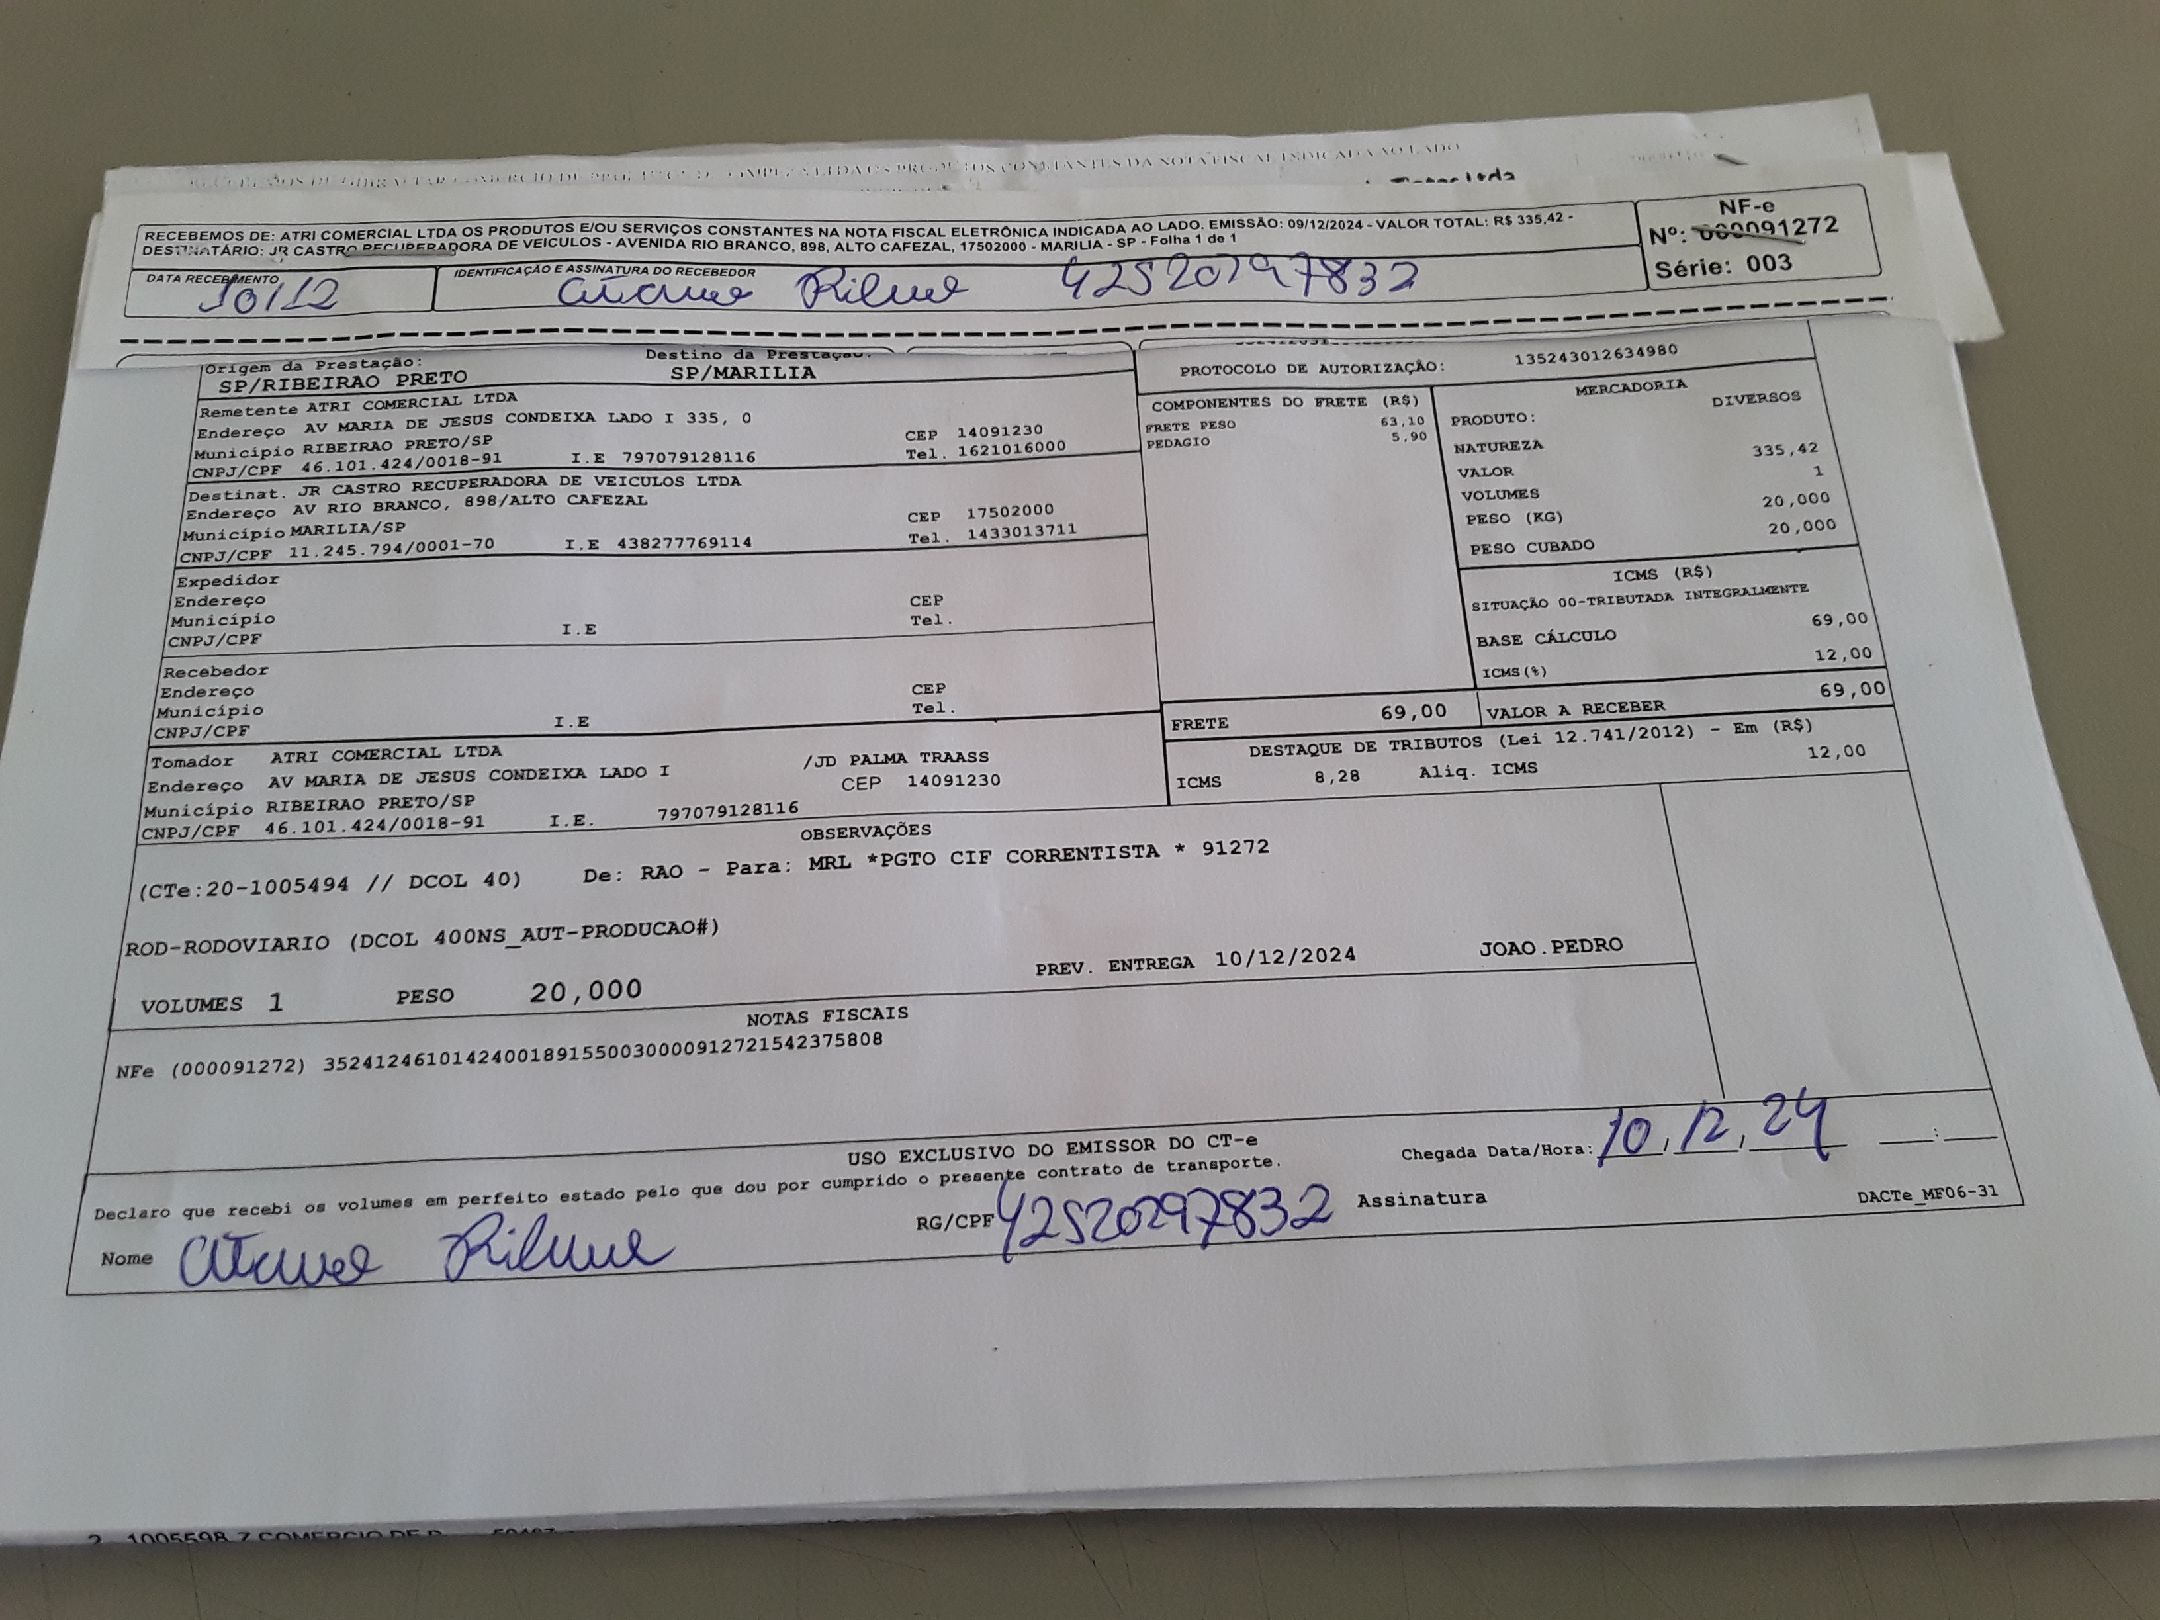 RECEBEMOS DE: ATRI COMERCIAL LTDA OS PRODUTOS E/OU SERVIÇOS CONSTANTES NA NOTA FISCAL ELETRÔNICA INDICADA AO LADO. EMISSÃO: 09/12/2024 - VALOR TOTAL: R$ 335,42 -
DESTINATÁRIO: JR CASTRO RECUPERADORA DE VEICULOS - AVENIDA RIO BRANCO, 898, ALTO CAFEZAL, 17502000 - MARILIA - SP - Folha 1 de 1
NF-e
Nº: 000091272
Série: 003
DATA RECEBIMENTO
10/12
IDENTIFICAÇÃO E ASSINATURA DO RECEBEDOR
42520297832
Origem da Prestação: Destino da Prestação:
SP/RIBEIRAO PRETO SP/MARILIA
PROTOCOLO DE AUTORIZAÇÃO: 135243012634980
Remetente ATRI COMERCIAL LTDA
Endereço AV MARIA DE JESUS CONDEIXA LADO I 335, 0
Município RIBEIRAO PRETO/SP CEP 14091230
CNPJ/CPF 46.101.424/0018-91 I.E 797079128116 Tel. 1621016000
Destinat. JR CASTRO RECUPERADORA DE VEICULOS LTDA
Endereço AV RIO BRANCO, 898/ALTO CAFEZAL
Município MARILIA/SP CEP 17502000
CNPJ/CPF 11.245.794/0001-70 I.E 438277769114 Tel. 1433013711
Expedidor
Endereço
Município CEP
CNPJ/CPF I.E Tel.
Recebedor
Endereço
Município CEP
CNPJ/CPF I.E Tel.
Tomador ATRI COMERCIAL LTDA
Endereço AV MARIA DE JESUS CONDEIXA LADO I /JD PALMA TRAASS
Município RIBEIRAO PRETO/SP CEP 14091230
CNPJ/CPF 46.101.424/0018-91 I.E. 797079128116
COMPONENTES DO FRETE (R$)
FRETE PESO 63,10
PEDAGIO 5,90
MERCADORIA
PRODUTO: DIVERSOS
NATUREZA
VALOR 335,42
VOLUMES 1
PESO (KG) 20,000
PESO CUBADO 20,000
ICMS (R$)
SITUAÇÃO 00-TRIBUTADA INTEGRALMENTE
BASE CÁLCULO 69,00
ICMS(%) 12,00
FRETE 69,00 VALOR A RECEBER 69,00
DESTAQUE DE TRIBUTOS (Lei 12.741/2012) - Em (R$)
ICMS 8,28 Aliq. ICMS 12,00
OBSERVAÇÕES
(CTe:20-1005494 // DCOL 40) De: RAO - Para: MRL *PGTO CIF CORRENTISTA * 91272
ROD-RODOVIARIO (DCOL 400NS_AUT-PRODUCAO#)
PREV. ENTREGA 10/12/2024 JOAO.PEDRO
VOLUMES 1 PESO 20,000
NOTAS FISCAIS
NFe (000091272) 35241246101424001891550030000912721542375808
USO EXCLUSIVO DO EMISSOR DO CT-e
Declaro que recebi os volumes em perfeito estado pelo que dou por cumprido o presente contrato de transporte.
Chegada Data/Hora: 10,12,24 __:__
Nome
RG/CPF 42520297832 Assinatura
DACTe_MF06-31